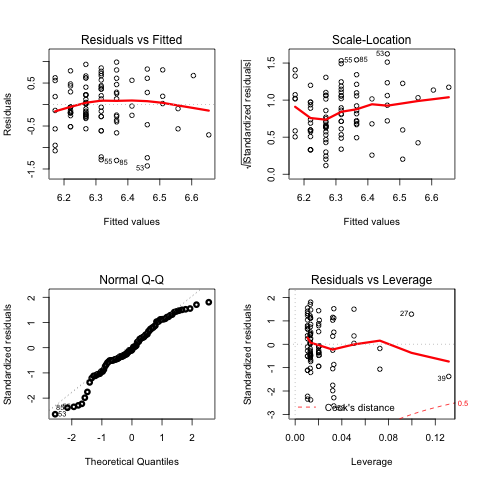 Residuals vs Fitted
Residuals
0.5
-0.5
-1.5
55
85
53
6.2 6.3 6.4 6.5 6.6
Fitted values
Scale-Location
√|Standardized residuals|
1.5
1.0
0.5
0.0
53
55
85
6.2 6.3 6.4 6.5 6.6
Fitted values
Normal Q-Q
Standardized residuals
2
1
0
-1
-2
85
53
-2 -1 0 1 2
Theoretical Quantiles
Residuals vs Leverage
Standardized residuals
2
1
0
-1
-2
-3
27
39
0.5
Cook's distance
0.00 0.04 0.08 0.12
Leverage